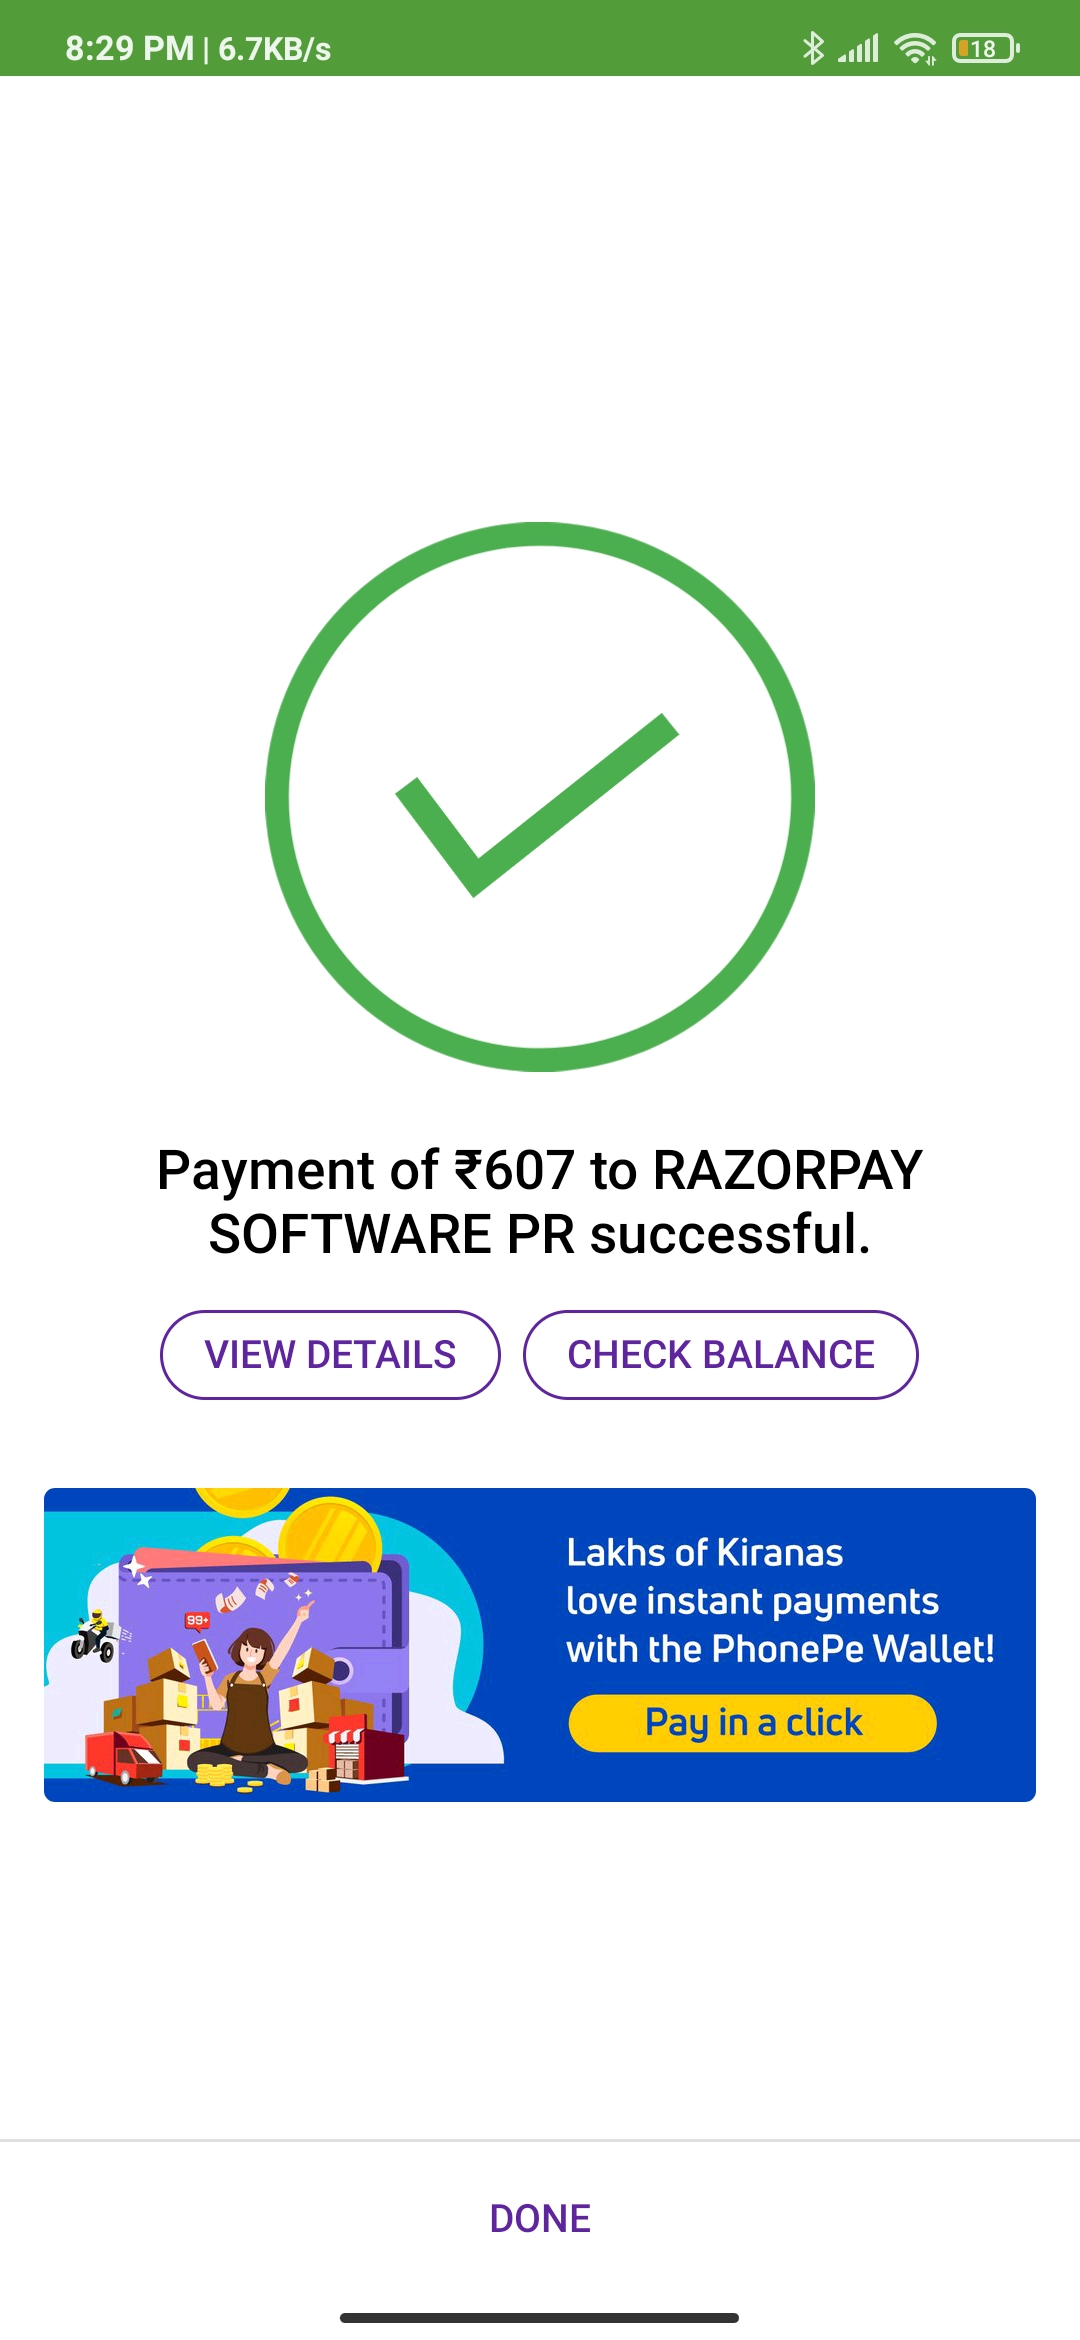 8:29 PM | 6.7KB/s
18
Payment of ₹607 to RAZORPAY
SOFTWARE PR successful.
VIEW DETAILS
CHECK BALANCE
99+
Lakhs of Kiranas
love instant payments
with the PhonePe Wallet!
Pay in a click
DONE